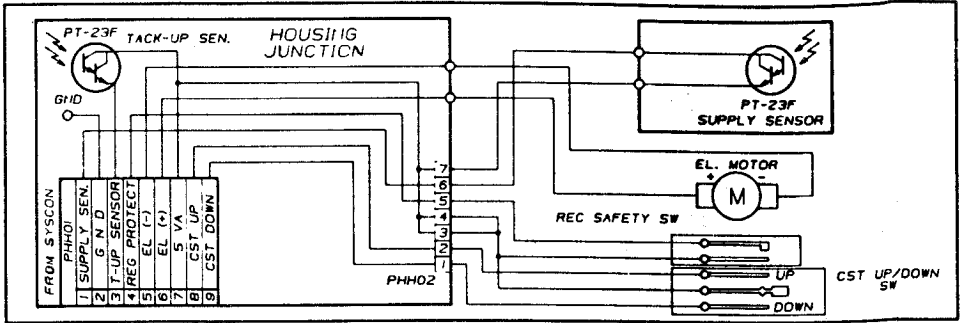 PT-23F TACK-UP SEN.
HOUSING
JUNCTION
GND
FROM SYSCON
PHH01
1 SUPPLY SEN.
2 G N D
3 T-UP SENSOR
4 REG PROTECT
5 EL (-)
6 EL (+)
7 5 VA
8 CST UP
9 CST DOWN
7
6
5
4
3
2
1
PHH02
PT-23F
SUPPLY SENSOR
EL. MOTOR
+ -
M
REC SAFETY SW
UP
DOWN
CST UP/DOWN
SW